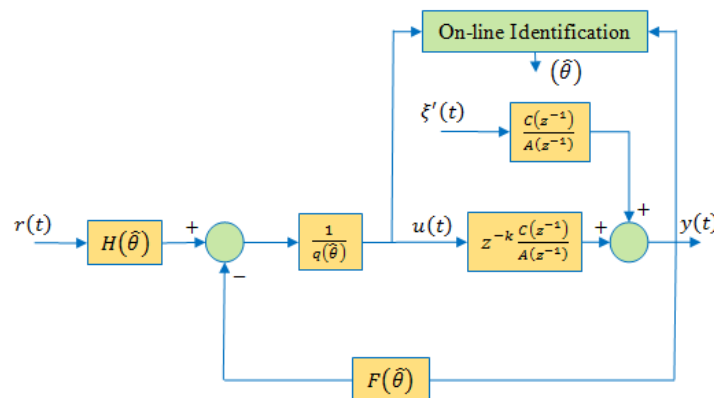 On-line Identification
(θ̂)
ξ′(t)
C(z⁻¹)/A(z⁻¹)
r(t)
H(θ̂)
+
−
1/q(θ̂)
u(t)
z⁻ᵏ C(z⁻¹)/A(z⁻¹)
+
+
y(t)
F(θ̂)